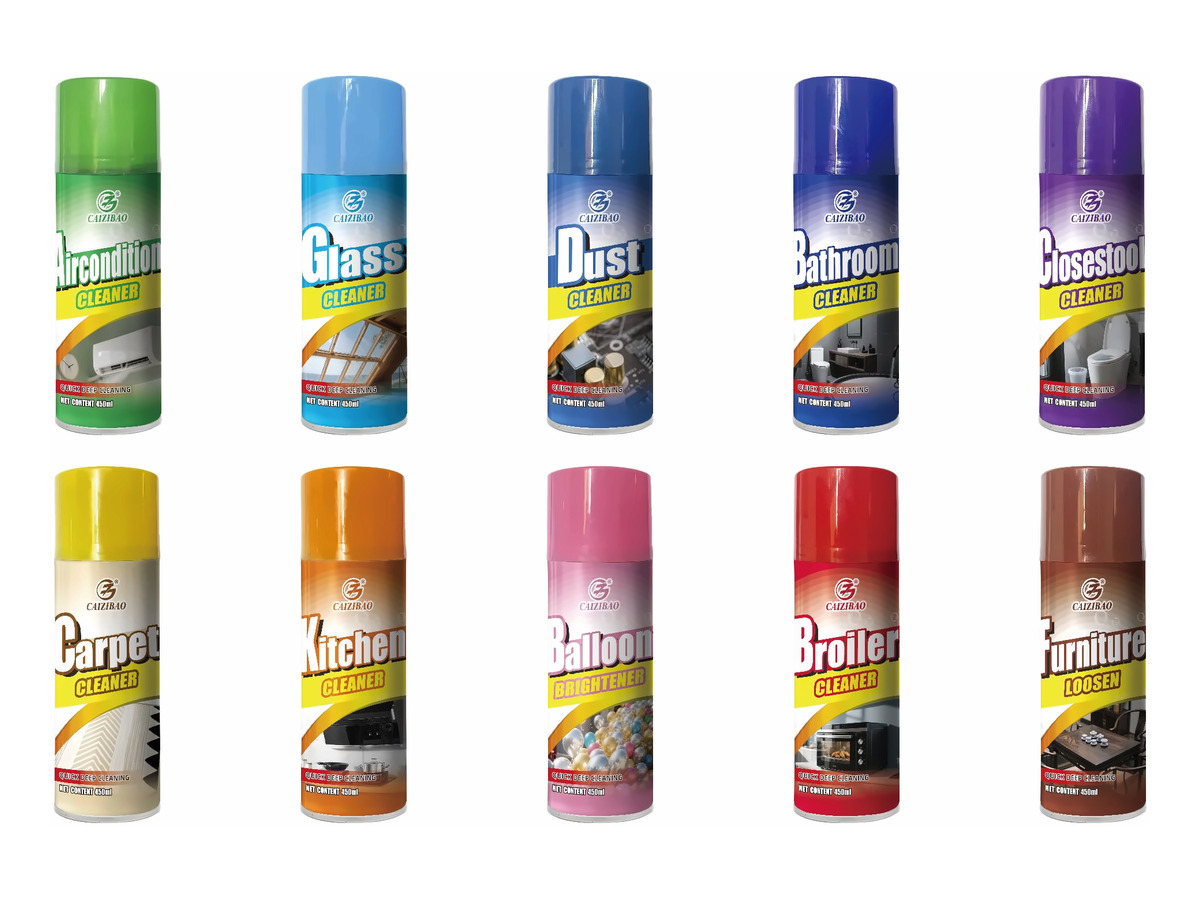 CAIZIBAO
Aircondition
CLEANER
QUICK DEEP CLEANING
NET CONTENT 450ml
CAIZIBAO
Glass
CLEANER
QUICK DEEP CLEANING
NET CONTENT 450ml
CAIZIBAO
Dust
CLEANER
QUICK DEEP CLEANING
NET CONTENT 450ml
CAIZIBAO
Bathroom
CLEANER
QUICK DEEP CLEANING
NET CONTENT 450ml
CAIZIBAO
Closestool
CLEANER
QUICK DEEP CLEANING
NET CONTENT 450ml
CAIZIBAO
Carpet
CLEANER
QUICK DEEP CLEANING
NET CONTENT 450ml
CAIZIBAO
Kitchen
CLEANER
QUICK DEEP CLEANING
NET CONTENT 450ml
CAIZIBAO
Balloon
BRIGHTENER
QUICK DEEP CLEANING
NET CONTENT 450ml
CAIZIBAO
Broiler
CLEANER
QUICK DEEP CLEANING
NET CONTENT 450ml
CAIZIBAO
Furniture
LOOSEN
QUICK DEEP CLEANING
NET CONTENT 450ml